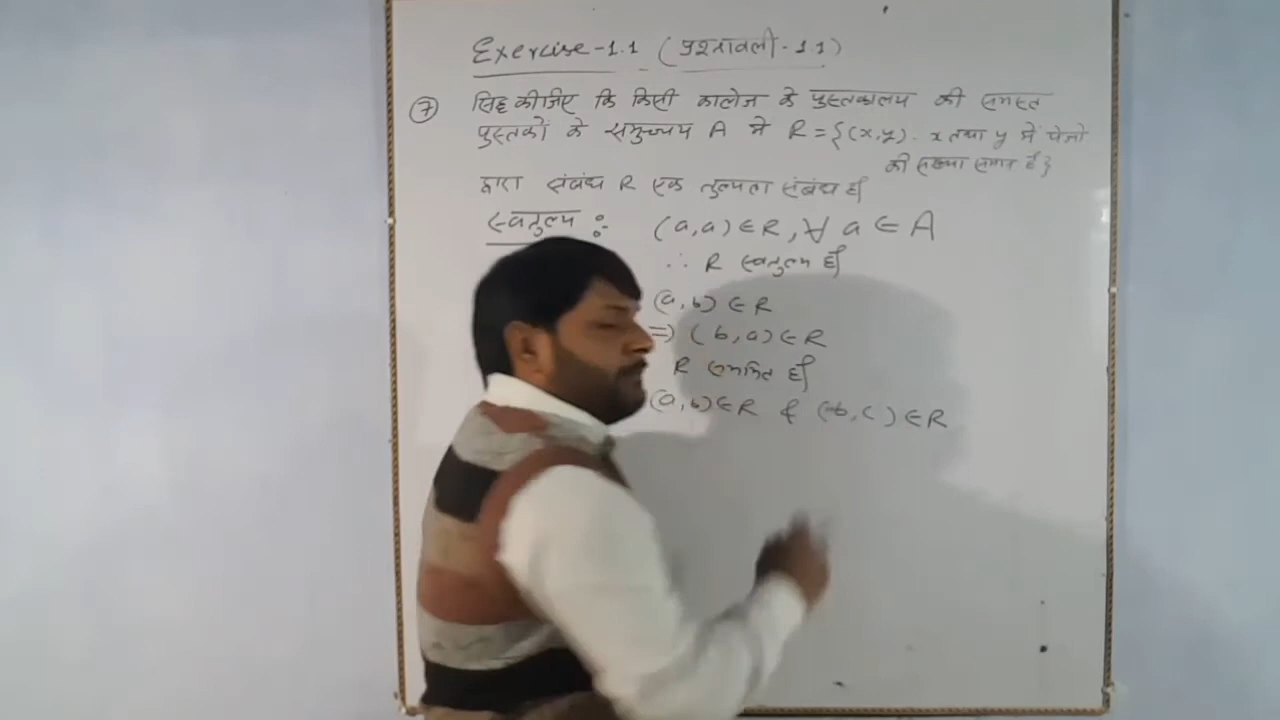 Exercise-1.1 (प्रश्नावली-1.1)
⑦ सिद्ध कीजिए कि किसी कालेज के पुस्तकालय की समस्त
पुस्तकों के समुच्चय A में R = {(x,y): x तथा y में पेजों
की संख्या समान है}
द्वारा संबंध R एक तुल्यता संबंध है।
स्वतुल्य :- (a,a) ∈ R, ∀ a ∈ A
∴ R स्वतुल्य है।
(a,b) ∈ R
=> (b,a) ∈ R
R सममित है।
(a,b) ∈ R & (b,c) ∈ R